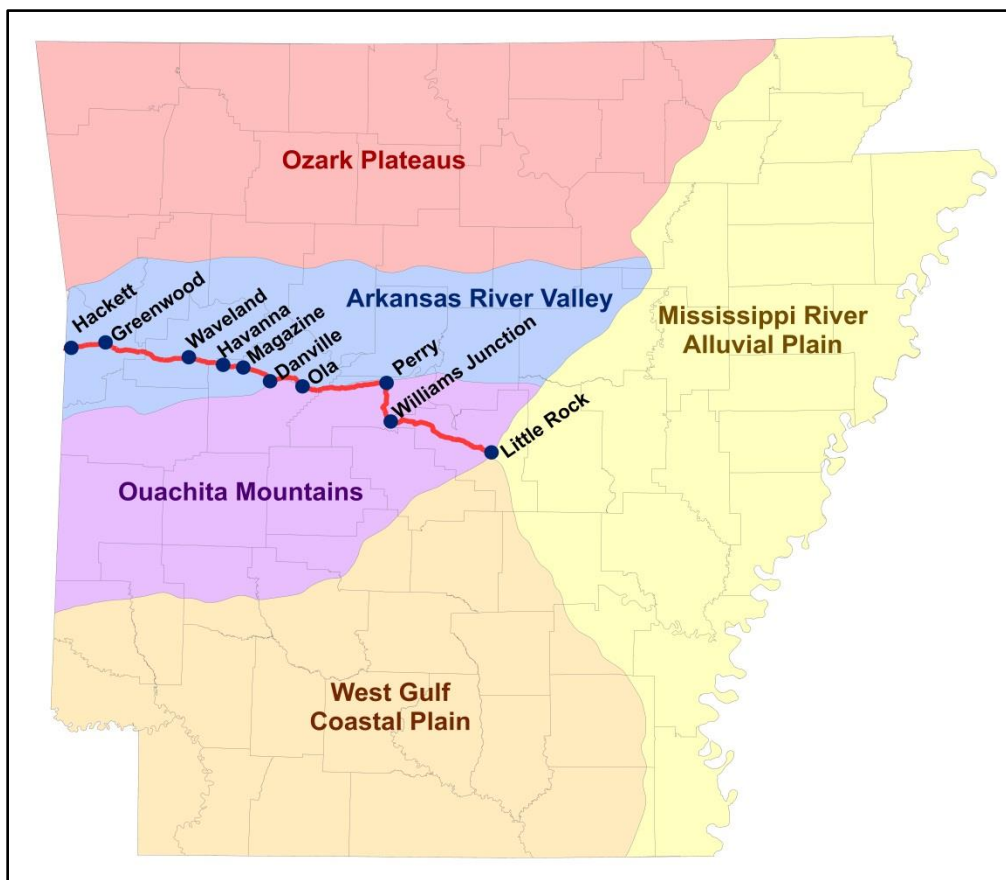 Ozark Plateaus
Arkansas River Valley
Mississippi River
Alluvial Plain
Hackett
Greenwood
Waveland
Havanna
Magazine
Danville
Ola
Perry
Williams Junction
Little Rock
Ouachita Mountains
West Gulf
Coastal Plain